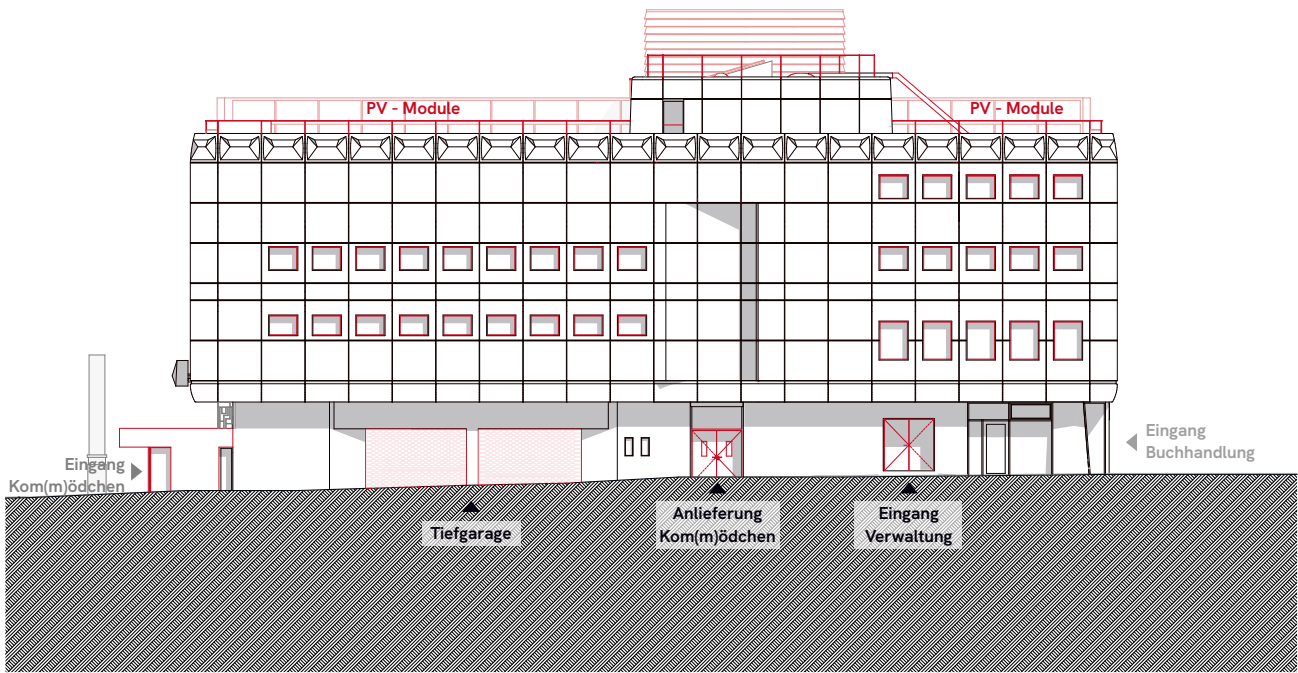 PV - Module
PV - Module
Eingang
Kom(m)ödchen
Tiefgarage
Anlieferung
Kom(m)ödchen
Eingang
Verwaltung
Eingang
Buchhandlung